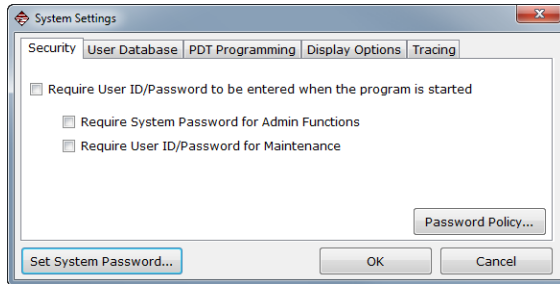 System Settings
Security User Database PDT Programming Display Options Tracing
Require User ID/Password to be entered when the program is started
Require System Password for Admin Functions
Require User ID/Password for Maintenance
Password Policy...
Set System Password... OK Cancel